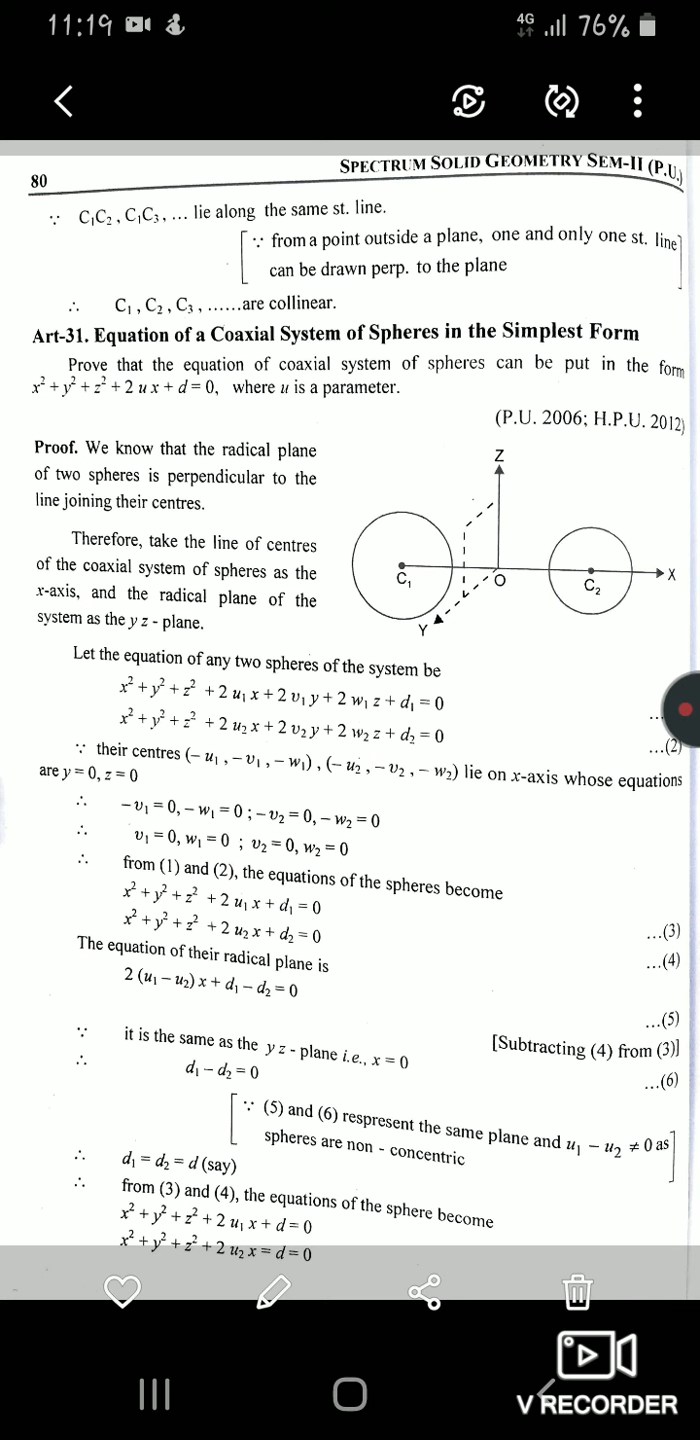 11:19
4G 76%
80
SPECTRUM SOLID GEOMETRY SEM-II (P.U.)
∵ C₁C₂, C₁C₃, ... lie along the same st. line.
[∵ from a point outside a plane, one and only one st. line
can be drawn perp. to the plane]
∴ C₁, C₂, C₃, ......are collinear.
Art-31. Equation of a Coaxial System of Spheres in the Simplest Form
Prove that the equation of coaxial system of spheres can be put in the form
x² + y² + z² + 2 u x + d = 0, where u is a parameter.
(P.U. 2006; H.P.U. 2012)
Proof. We know that the radical plane
of two spheres is perpendicular to the
line joining their centres.
Therefore, take the line of centres
of the coaxial system of spheres as the
x-axis, and the radical plane of the
system as the y z - plane.
Z
C₁
O
C₂
X
Y
Let the equation of any two spheres of the system be
x² + y² + z² + 2 u₁ x + 2 v₁ y + 2 w₁ z + d₁ = 0 ...
x² + y² + z² + 2 u₂ x + 2 v₂ y + 2 w₂ z + d₂ = 0 ...(2)
∵ their centres (– u₁ , – v₁ , – w₁) , (– u₂ , – v₂ , – w₂) lie on x-axis whose equations
are y = 0, z = 0
∴ –v₁ = 0, – w₁ = 0 ; – v₂ = 0, – w₂ = 0
∴ v₁ = 0, w₁ = 0 ; v₂ = 0, w₂ = 0
∴ from (1) and (2), the equations of the spheres become
x² + y² + z² + 2 u₁ x + d₁ = 0 ...(3)
x² + y² + z² + 2 u₂ x + d₂ = 0 ...(4)
The equation of their radical plane is
2 (u₁ – u₂) x + d₁ – d₂ = 0 ...(5)
[Subtracting (4) from (3)]
∵ it is the same as the y z - plane i.e., x = 0 ...(6)
∴ d₁ – d₂ = 0
[∵ (5) and (6) respresent the same plane and u₁ – u₂ ≠ 0 as
spheres are non - concentric]
∴ d₁ = d₂ = d (say)
∴ from (3) and (4), the equations of the sphere become
x² + y² + z² + 2 u₁ x + d = 0
x² + y² + z² + 2 u₂ x = d = 0
V RECORDER